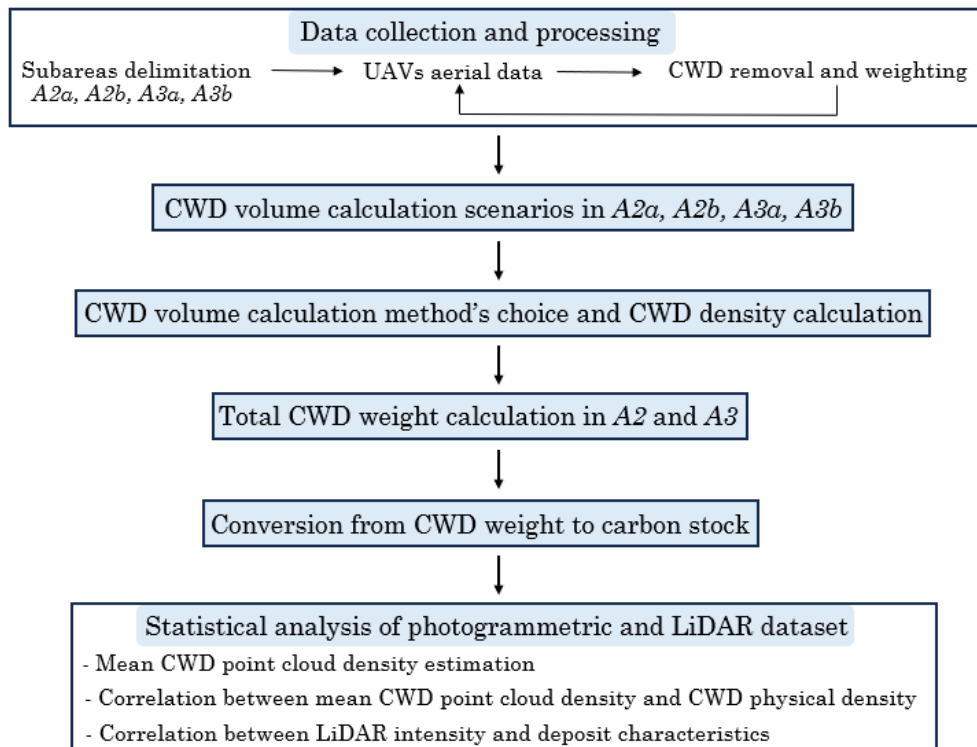 Data collection and processing
Subareas delimitation
A2a, A2b, A3a, A3b
UAVs aerial data
CWD removal and weighting
CWD volume calculation scenarios in A2a, A2b, A3a, A3b
CWD volume calculation method's choice and CWD density calculation
Total CWD weight calculation in A2 and A3
Conversion from CWD weight to carbon stock
Statistical analysis of photogrammetric and LiDAR dataset
- Mean CWD point cloud density estimation
- Correlation between mean CWD point cloud density and CWD physical density
- Correlation between LiDAR intensity and deposit characteristics